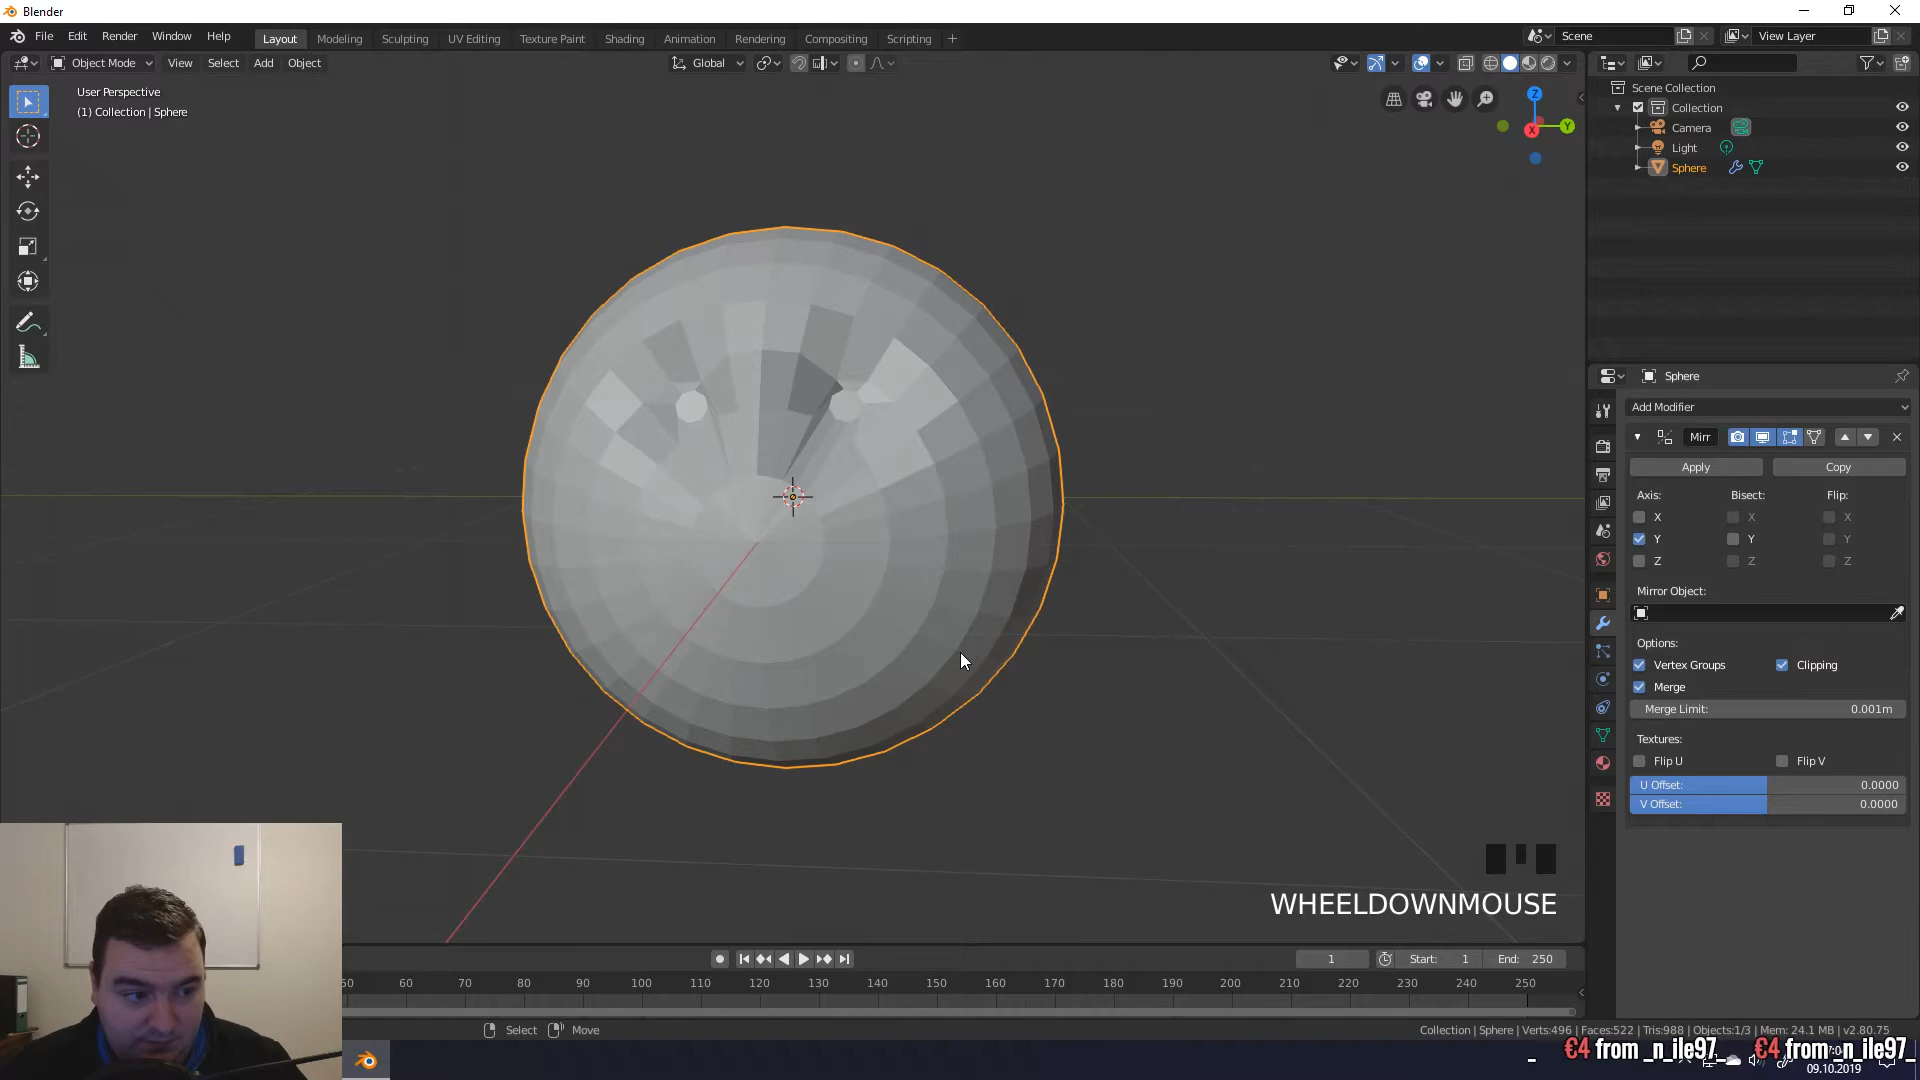 Blender
File Edit Render Window Help
Layout Modeling Sculpting UV Editing Texture Paint Shading Animation Rendering Compositing Scripting +
Scene
View Layer
Object Mode View Select Add Object
Global
User Perspective
(1) Collection | Sphere
Z
Y
X
Scene Collection
Collection
Camera
Light
Sphere
Sphere
Add Modifier
Mirr
Apply Copy
Axis: Bisect: Flip:
X X X
Y Y Y
Z Z Z
Mirror Object:
Options:
Vertex Groups Clipping
Merge
Merge Limit: 0.001m
Textures:
Flip U Flip V
U Offset: 0.0000
V Offset: 0.0000
WHEELDOWNMOUSE
1 Start: 1 End: 250
50 60 70 80 90 100 110 120 130 140 150 160 170 180 190 200 210 220 230 240 250
Select Move
Collection | Sphere | Verts:496 | Faces:522 | Tris:988 | Objects:1/3 | Mem: 24.1 MB | v2.80.75
€4 from _n_ile97_ €4 from _n_ile97_
09.10.2019